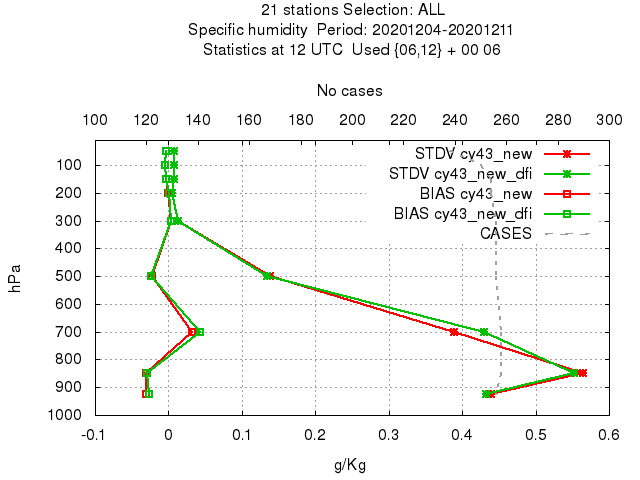 21 stations Selection: ALL
Specific humidity Period: 20201204-20201211
Statistics at 12 UTC Used {06,12} + 00 06
No cases
100 120 140 160 180 200 220 240 260 280 300
STDV cy43_new
STDV cy43_new_dfi
BIAS cy43_new
BIAS cy43_new_dfi
CASES
100
200
300
400
500
600
700
800
900
1000
hPa
-0.1 0 0.1 0.2 0.3 0.4 0.5 0.6
g/Kg